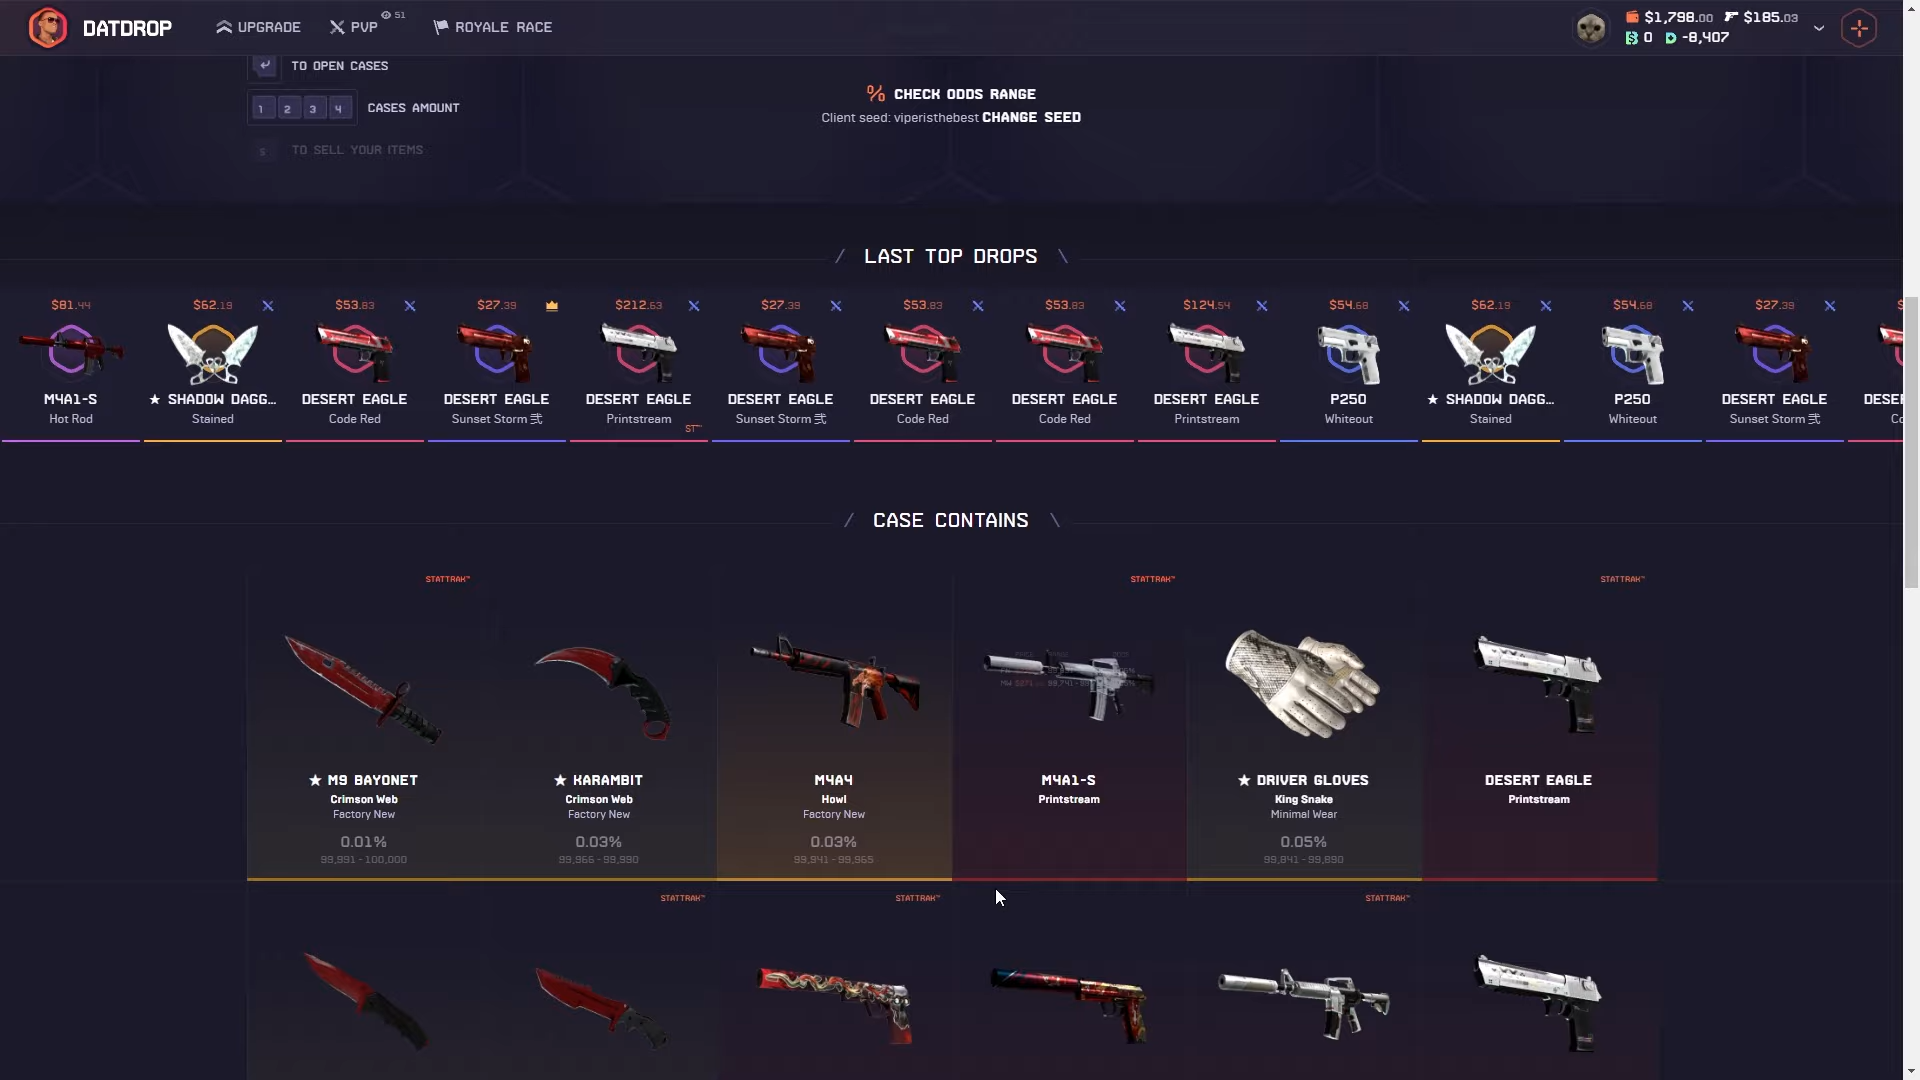 DATDROP
UPGRADE
PVP
51
ROYALE RACE
$1,798.00 $185.03
0 -8,407
TO OPEN CASES
1 2 3 4 CASES AMOUNT
$ TO SELL YOUR ITEMS
CHECK ODDS RANGE
Client seed: viperisthebest CHANGE SEED
/ LAST TOP DROPS \
$81.44 $62.19 $53.83 $27.39 $212.63 $27.39 $53.83 $53.83 $124.54 $54.68 $62.19 $54.68 $27.39
M4A1-S ★ SHADOW DAGG... DESERT EAGLE DESERT EAGLE DESERT EAGLE DESERT EAGLE DESERT EAGLE DESERT EAGLE DESERT EAGLE P250 ★ SHADOW DAGG... P250 DESERT EAGLE DESE
Hot Rod Stained Code Red Sunset Storm 弐 Printstream Sunset Storm 弐 Code Red Code Red Printstream Whiteout Stained Whiteout Sunset Storm 弐
ST™
/ CASE CONTAINS \
STATTRAK™ STATTRAK™ STATTRAK™
★ M9 BAYONET ★ KARAMBIT M4A4 M4A1-S ★ DRIVER GLOVES DESERT EAGLE
Crimson Web Crimson Web Howl Printstream King Snake Printstream
Factory New Factory New Factory New Minimal Wear
0.01% 0.03% 0.03% 0.05%
99,991 - 100,000 99,966 - 99,990 99,941 - 99,965 99,841 - 99,890
STATTRAK™ STATTRAK™ STATTRAK™